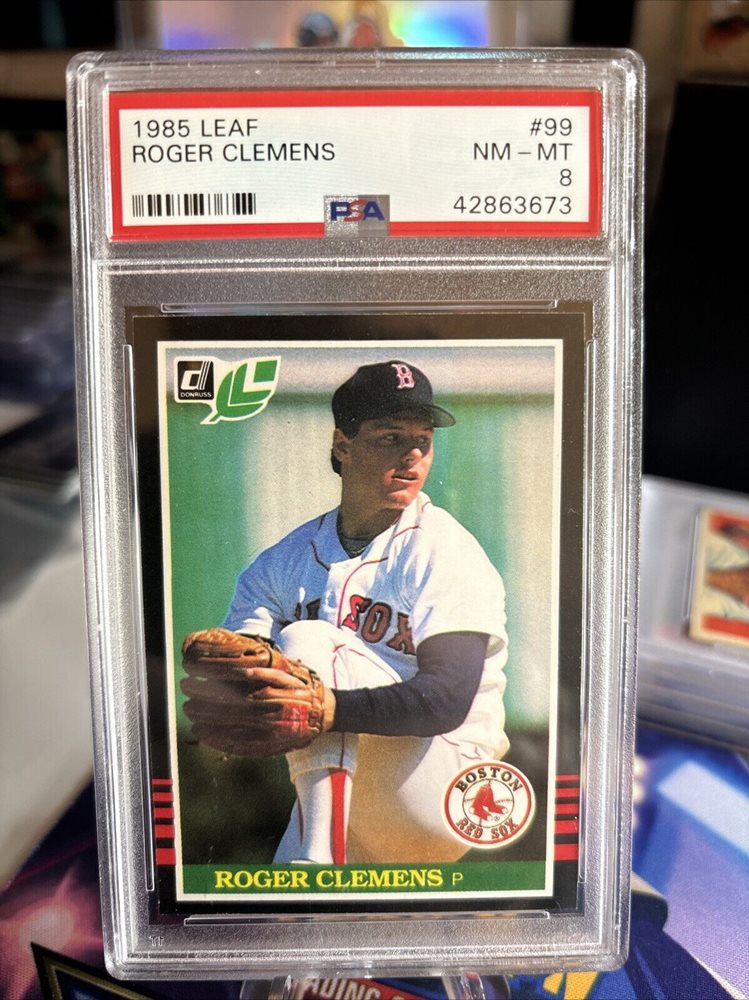 1985 LEAF
#99
ROGER CLEMENS
NM – MT
8
PSA
42863673
d
DONRUSS
B
SOX
BOSTON
RED SOX
®
ROGER CLEMENS P